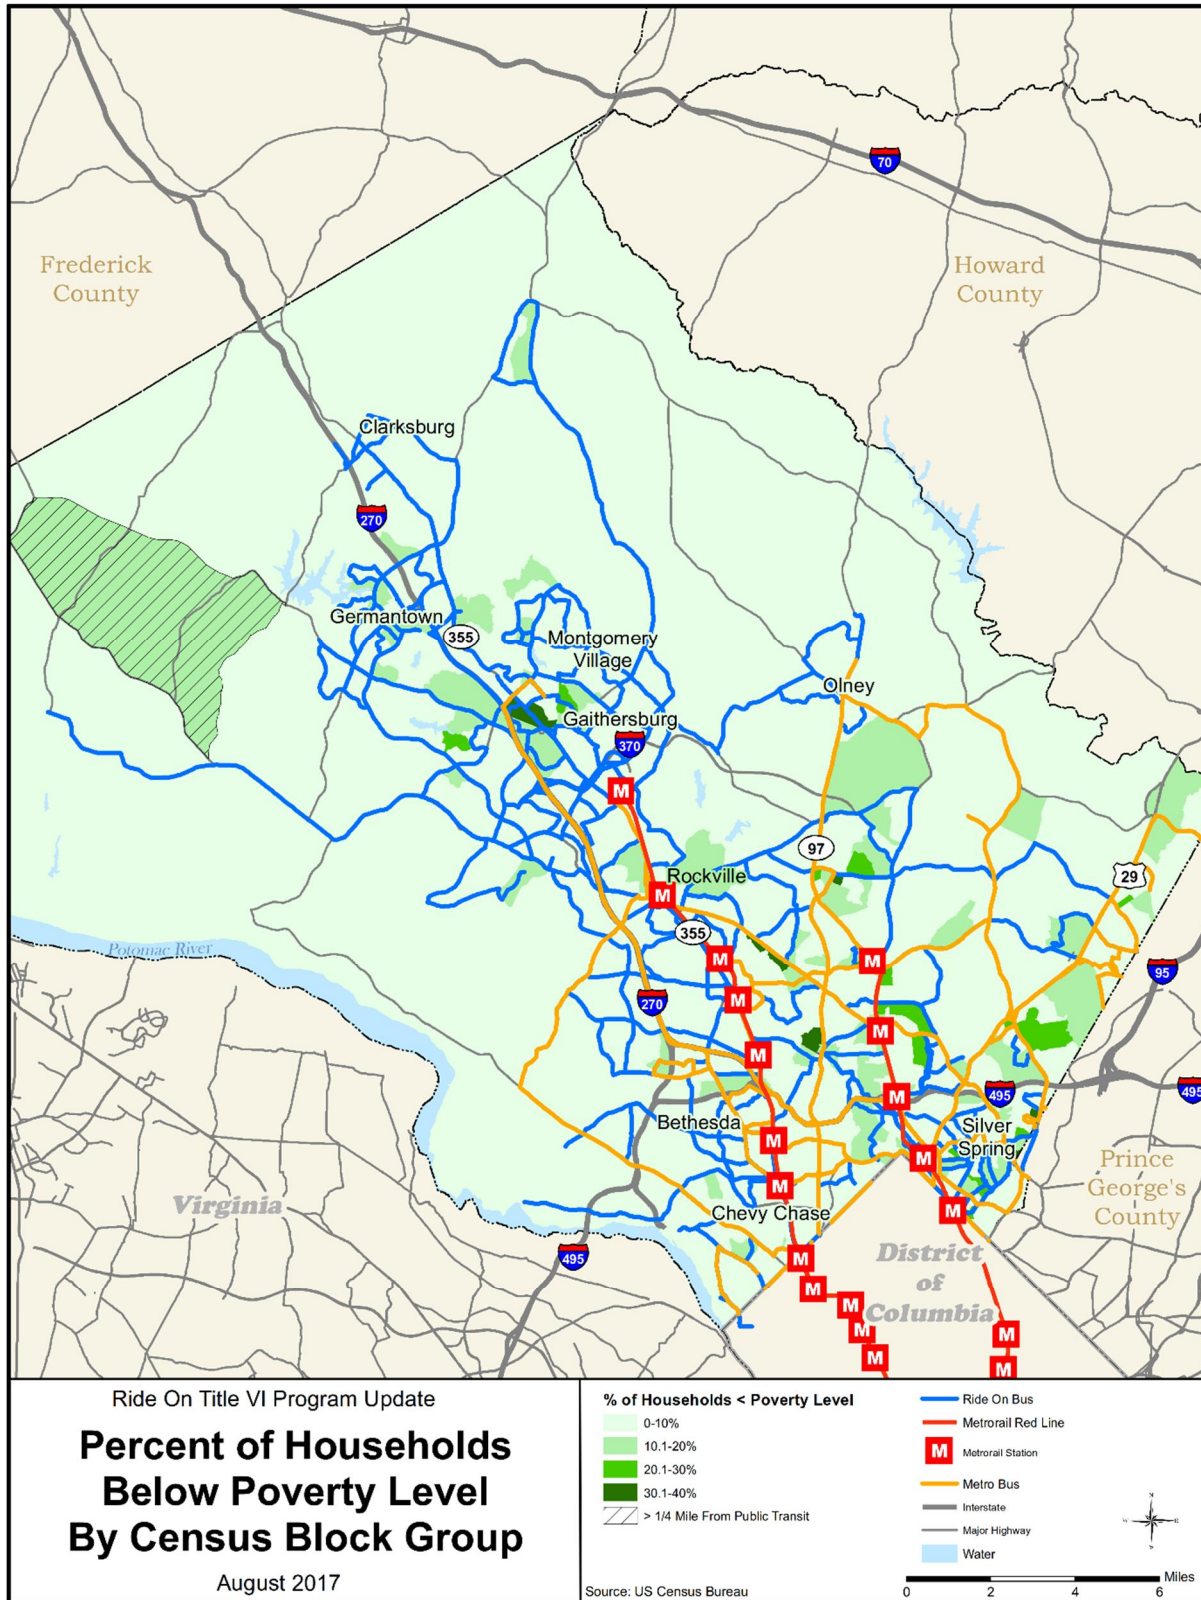 70
Frederick
County
Howard
County
Clarksburg
270
Germantown
355
Montgomery
Village
Olney
Gaithersburg
370
97
29
Rockville
M
M
355
Potomac River
M
M
95
270
M
M
M
M
495
495
M
Bethesda
Silver
Spring
M
M
Prince
George's
County
M
Virginia
Chevy Chase
M
495
M
District
of
Columbia
M
M
M
M
M
M
Ride On Title VI Program Update
Percent of Households
Below Poverty Level
By Census Block Group
August 2017
% of Households < Poverty Level
0-10%
10.1-20%
20.1-30%
30.1-40%
> 1/4 Mile From Public Transit
Source: US Census Bureau
Ride On Bus
Metrorail Red Line
M Metrorail Station
Metro Bus
Interstate
Major Highway
Water
N
W E
S
Miles
0 2 4 6